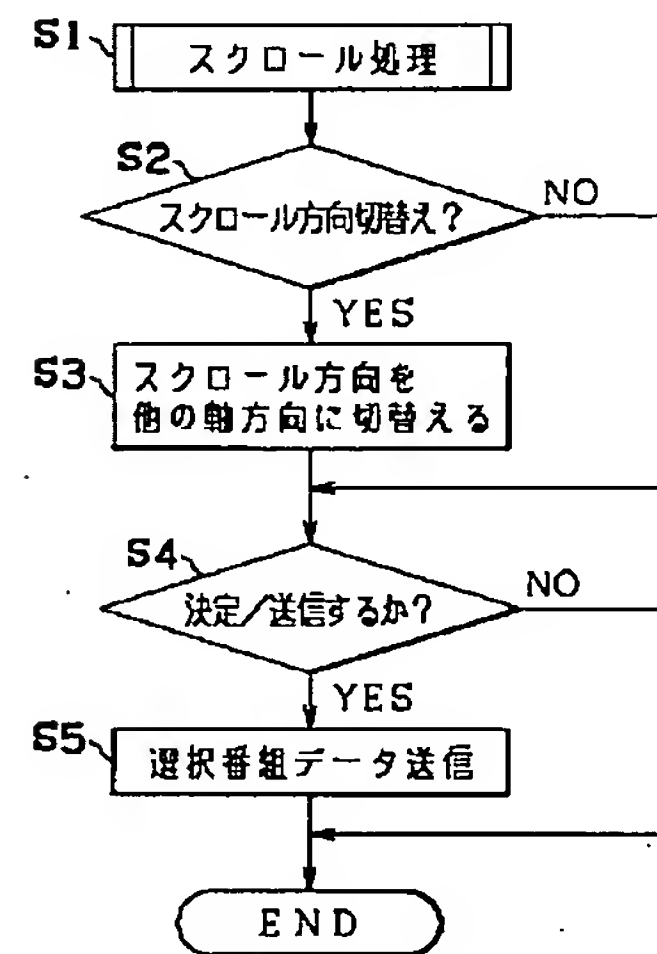 S1
スクロール処理
S2
スクロール方向切替え?
NO
YES
S3
スクロール方向を
他の軸方向に切替える
S4
決定/送信するか?
NO
YES
S5
選択番組データ送信
END